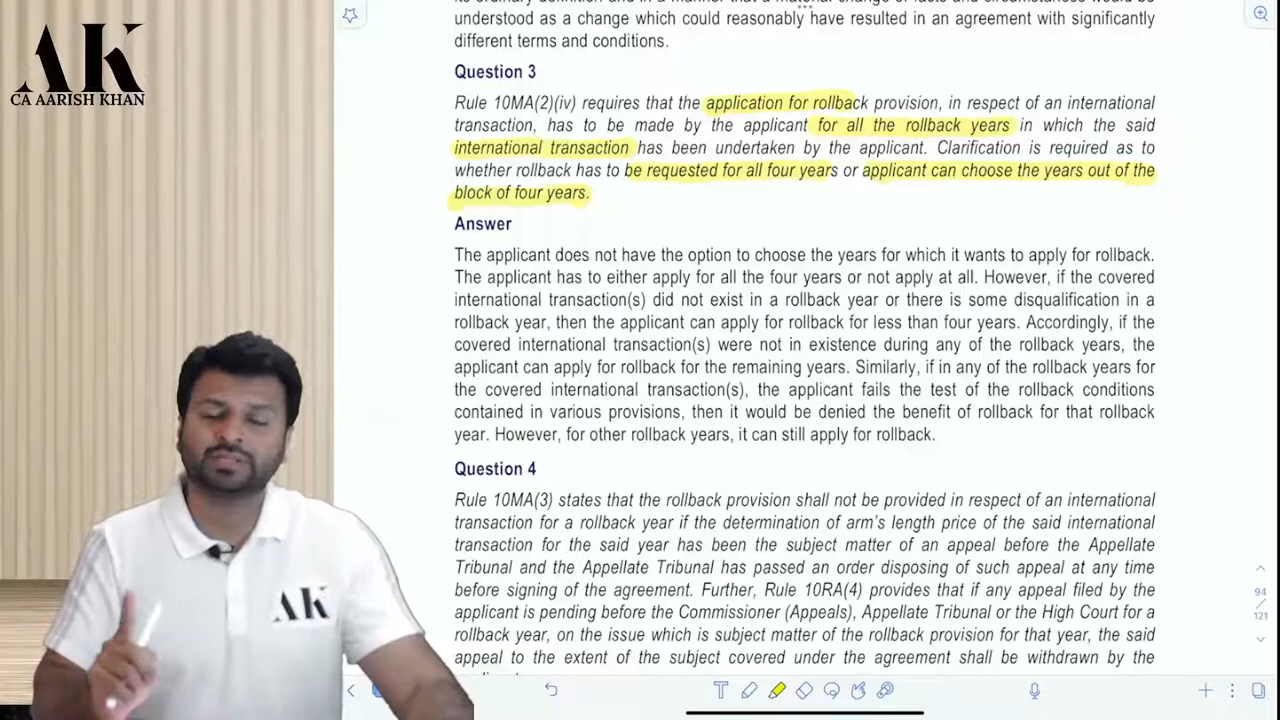 AK
CA AARISH KHAN
understood as a change which could reasonably have resulted in an agreement with significantly
different terms and conditions.
Question 3
Rule 10MA(2)(iv) requires that the application for rollback provision, in respect of an international
transaction, has to be made by the applicant for all the rollback years in which the said
international transaction has been undertaken by the applicant. Clarification is required as to
whether rollback has to be requested for all four years or applicant can choose the years out of the
block of four years.
Answer
The applicant does not have the option to choose the years for which it wants to apply for rollback.
The applicant has to either apply for all the four years or not apply at all. However, if the covered
international transaction(s) did not exist in a rollback year or there is some disqualification in a
rollback year, then the applicant can apply for rollback for less than four years. Accordingly, if the
covered international transaction(s) were not in existence during any of the rollback years, the
applicant can apply for rollback for the remaining years. Similarly, if in any of the rollback years for
the covered international transaction(s), the applicant fails the test of the rollback conditions
contained in various provisions, then it would be denied the benefit of rollback for that rollback
year. However, for other rollback years, it can still apply for rollback.
Question 4
Rule 10MA(3) states that the rollback provision shall not be provided in respect of an international
transaction for a rollback year if the determination of arm's length price of the said international
transaction for the said year has been the subject matter of an appeal before the Appellate
Tribunal and the Appellate Tribunal has passed an order disposing of such appeal at any time
before signing of the agreement. Further, Rule 10RA(4) provides that if any appeal filed by the
applicant is pending before the Commissioner (Appeals), Appellate Tribunal or the High Court for a
rollback year, on the issue which is subject matter of the rollback provision for that year, the said
appeal to the extent of the subject covered under the agreement shall be withdrawn by the
94
121
AK